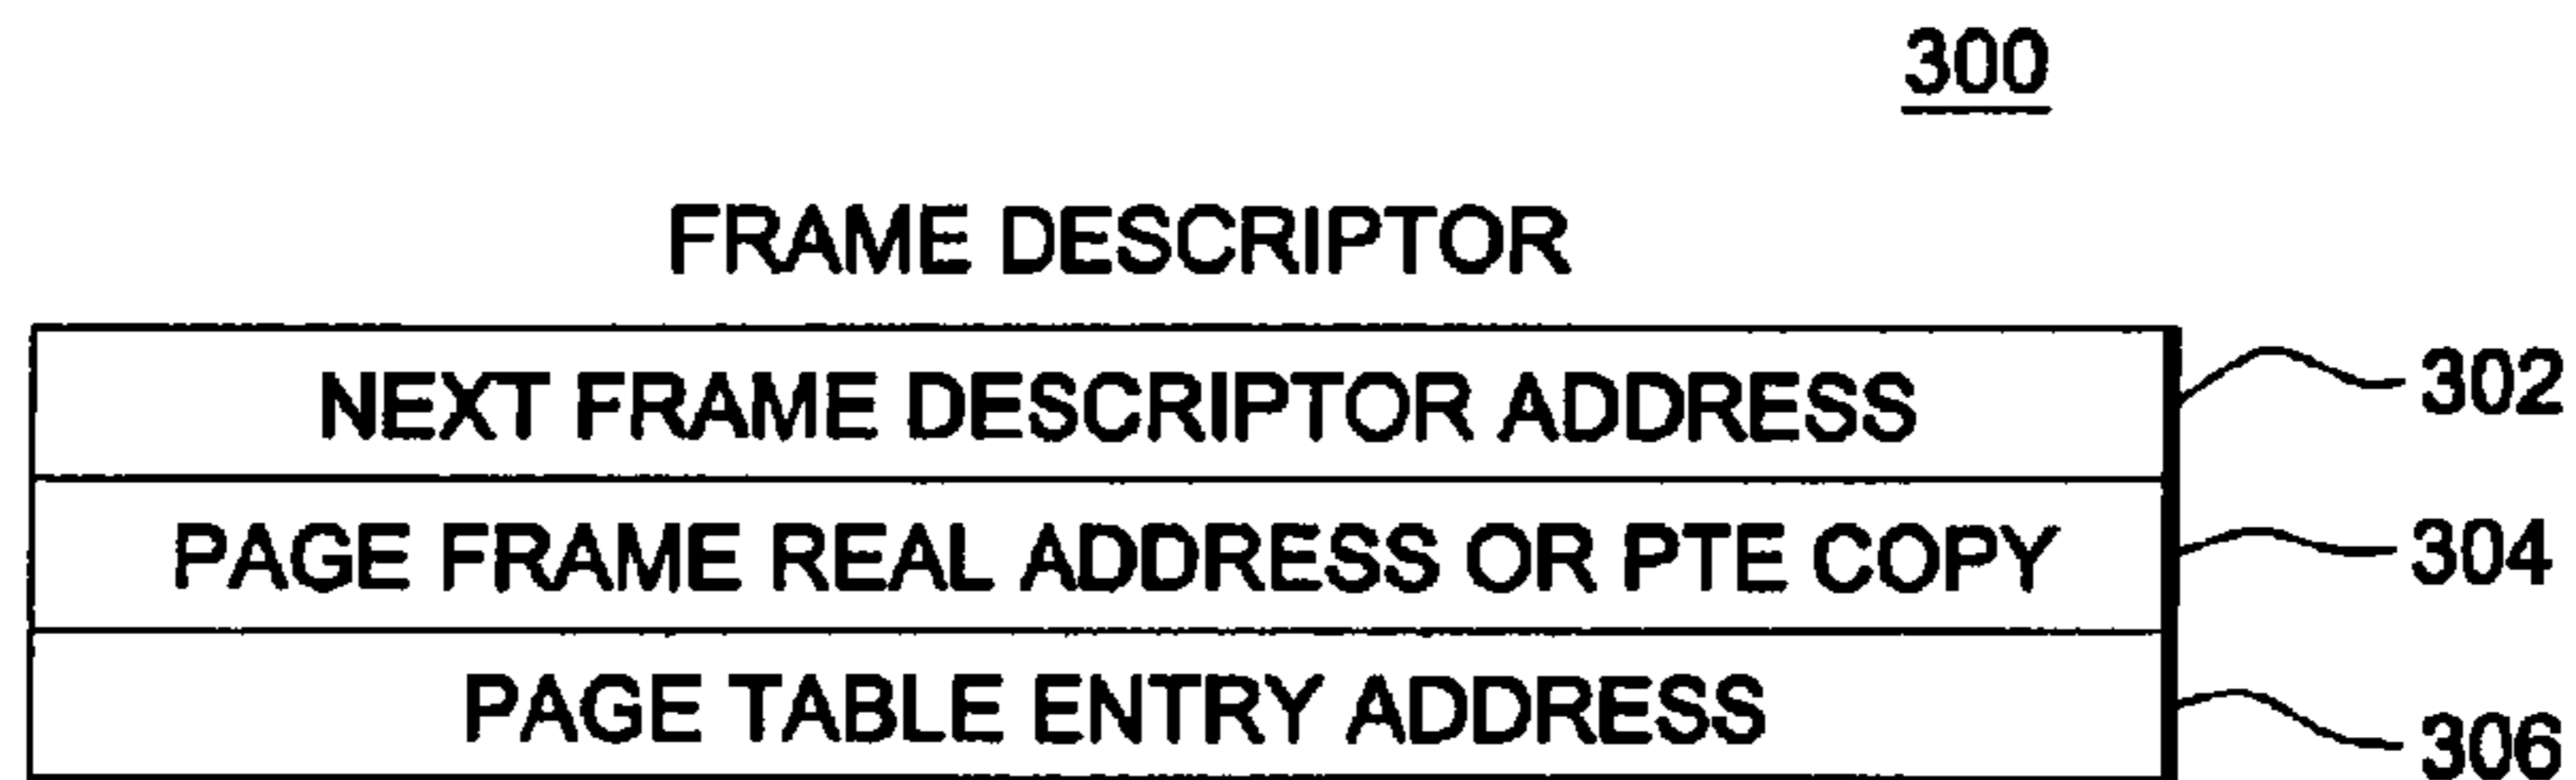 300
FRAME DESCRIPTOR
NEXT FRAME DESCRIPTOR ADDRESS 302
PAGE FRAME REAL ADDRESS OR PTE COPY 304
PAGE TABLE ENTRY ADDRESS 306